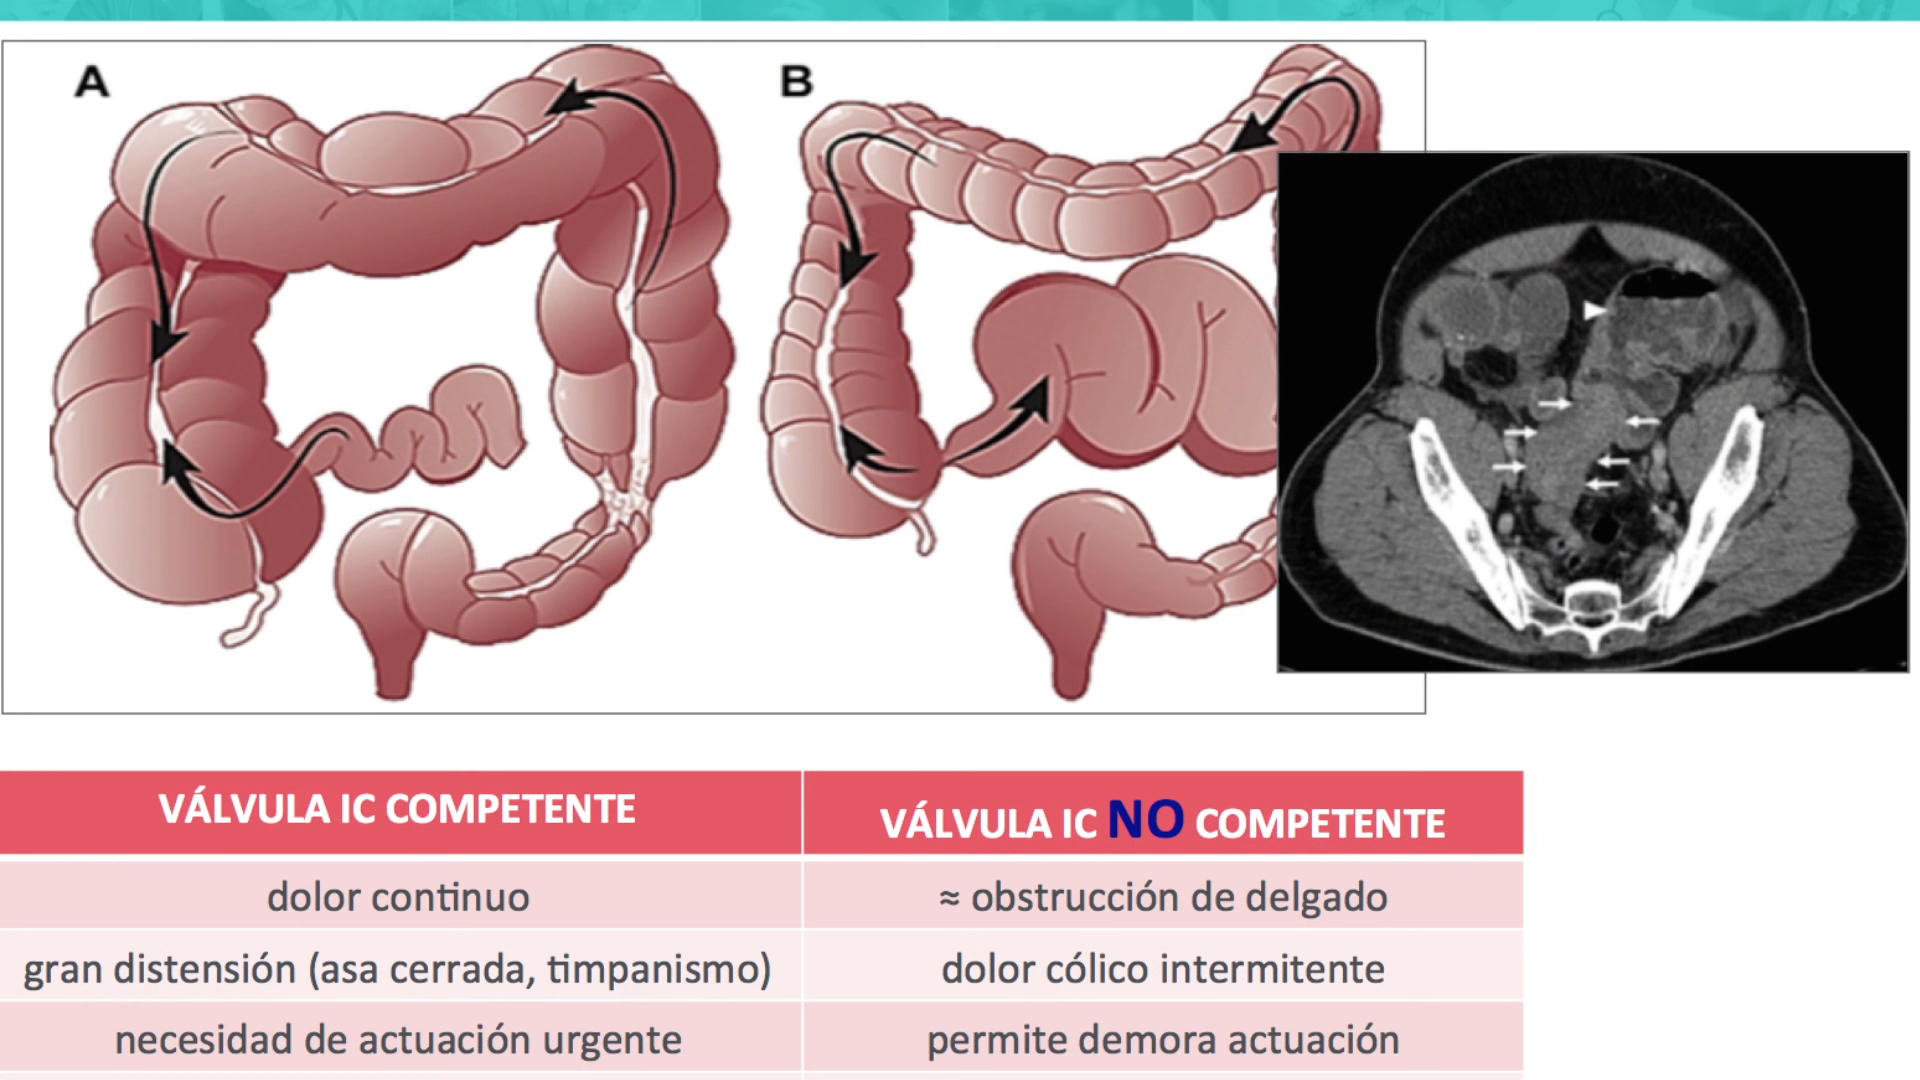 A
B
VÁLVULA IC COMPETENTE
VÁLVULA IC NO COMPETENTE
dolor continuo
≈ obstrucción de delgado
gran distensión (asa cerrada, timpanismo)
dolor cólico intermitente
necesidad de actuación urgente
permite demora actuación